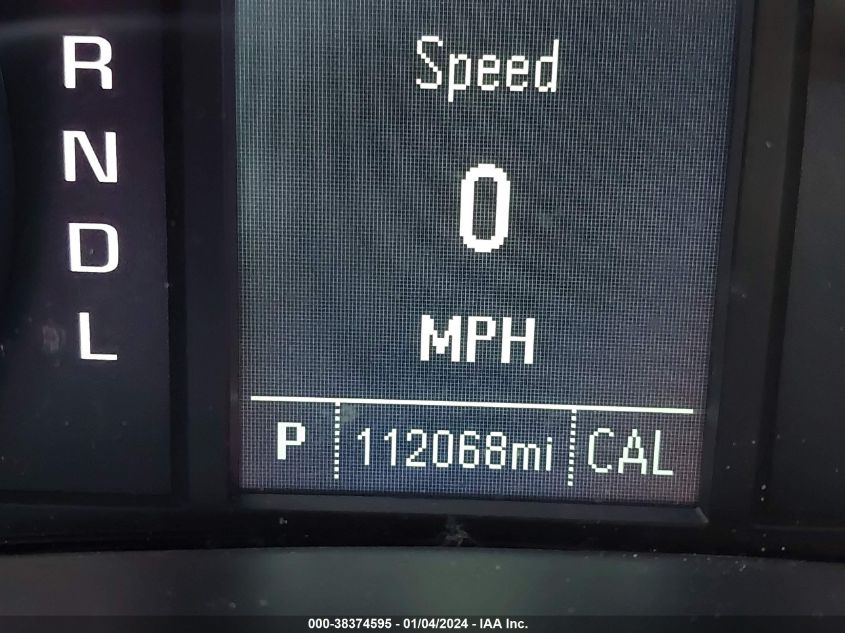 R
N
D
L
Speed
0
MPH
P 112068mi CAL
000-38374595 - 01/04/2024 - IAA Inc.